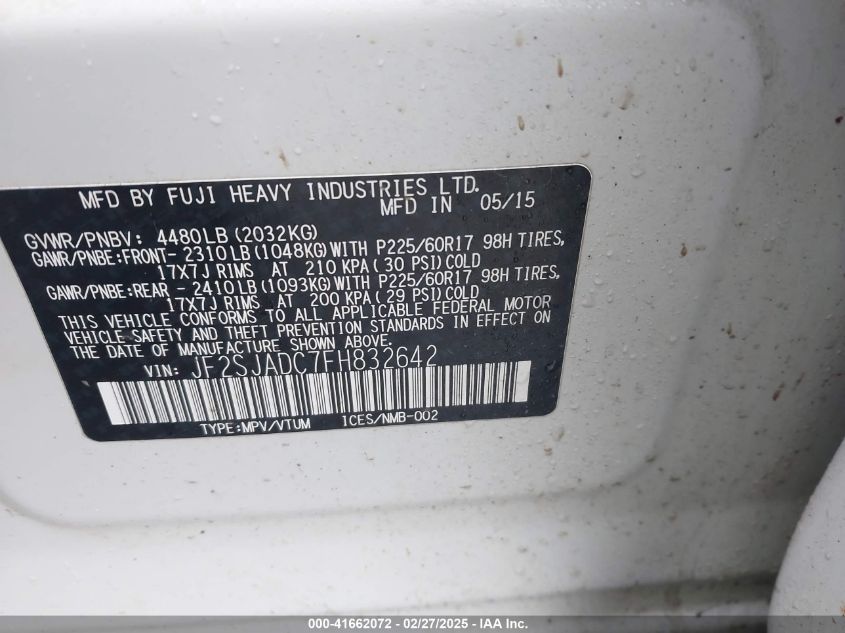 MFD BY FUJI HEAVY INDUSTRIES LTD.
MFD IN 05/15
GVWR/PNBV: 4480LB(2032KG)
GAWR/PNBE:FRONT- 2310LB(1048KG)WITH P225/60R17 98H TIRES,
17X7J RIMS AT 210 KPA(30 PSI)COLD
GAWR/PNBE:REAR - 2410LB(1093KG)WITH P225/60R17 98H TIRES,
17X7J RIMS AT 200 KPA(29 PSI)COLD
THIS VEHICLE CONFORMS TO ALL APPLICABLE FEDERAL MOTOR
VEHICLE SAFETY AND THEFT PREVENTION STANDARDS IN EFFECT ON
THE DATE OF MANUFACTURE SHOWN ABOVE.
VIN: JF2SJADC7FH832642
TYPE:MPV/VTUM ICES/NMB-002
000-41662072 - 02/27/2025 - IAA Inc.